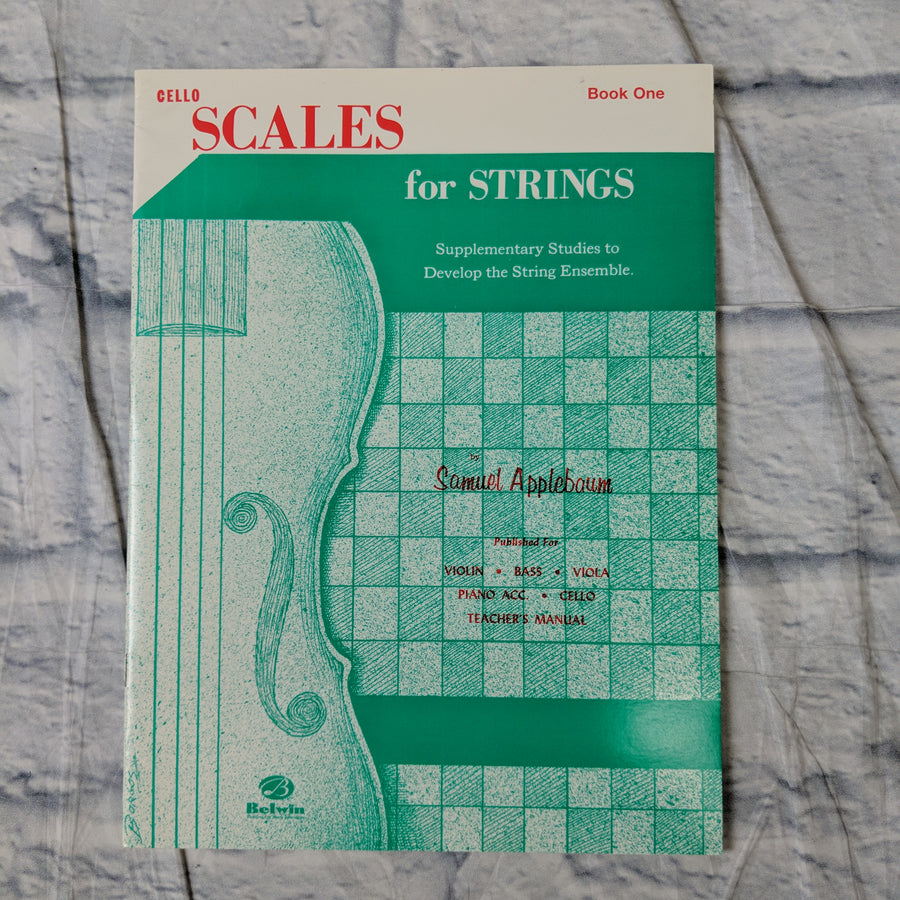 CELLO
Book One
SCALES
for STRINGS
Supplementary Studies to
Develop the String Ensemble.
by
Samuel Applebaum
Published For
VIOLIN • BASS • VIOLA
PIANO ACC. • CELLO
TEACHER'S MANUAL
B
Belwin